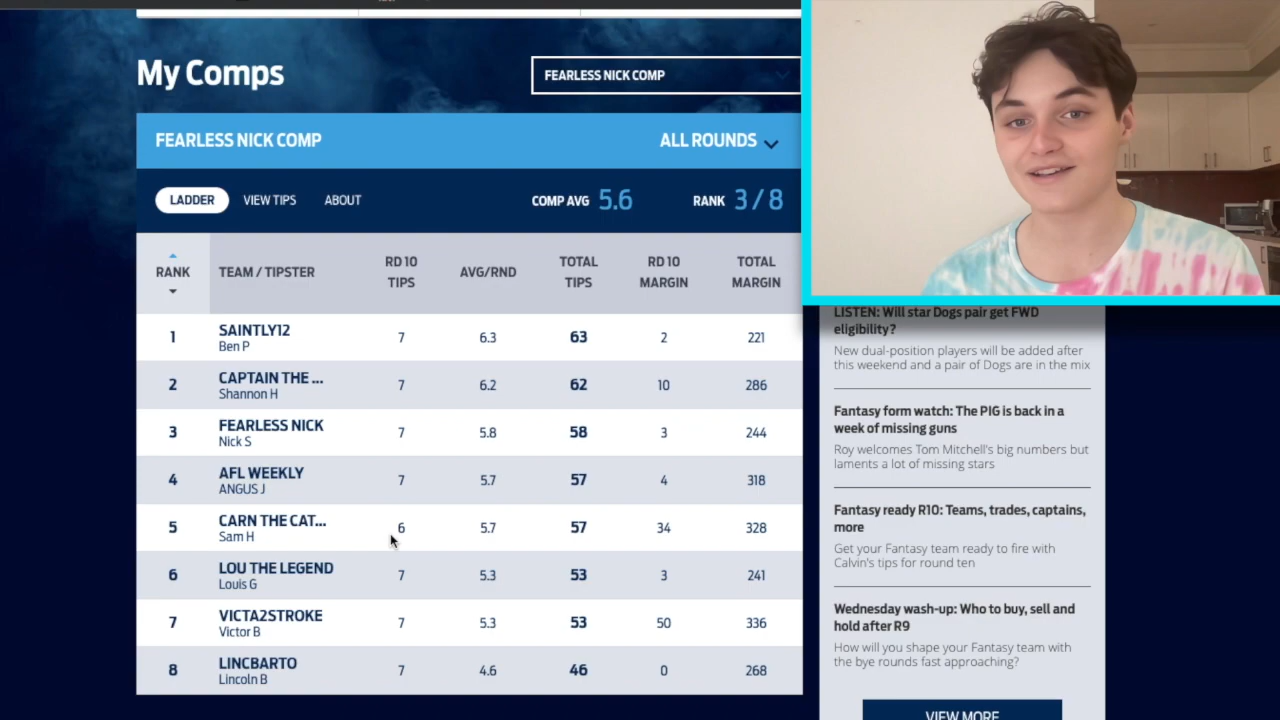 My Comps
FEARLESS NICK COMP
FEARLESS NICK COMP ALL ROUNDS
LADDER VIEW TIPS ABOUT COMP AVG 5.6 RANK 3 / 8
RANK TEAM / TIPSTER RD 10 TIPS AVG/RND TOTAL TIPS RD 10 MARGIN TOTAL MARGIN
1 SAINTLY12 7 6.3 63 2 221
Ben P
2 CAPTAIN THE ... 7 6.2 62 10 286
Shannon H
3 FEARLESS NICK 7 5.8 58 3 244
Nick S
4 AFL WEEKLY 7 5.7 57 4 318
ANGUS J
5 CARN THE CAT... 6 5.7 57 34 328
Sam H
6 LOU THE LEGEND 7 5.3 53 3 241
Louis G
7 VICTA2STROKE 7 5.3 53 50 336
Victor B
8 LINCBARTO 7 4.6 46 0 268
Lincoln B
LISTEN: Will star Dogs pair get FWD
eligibility?
New dual-position players will be added after
this weekend and a pair of Dogs are in the mix
Fantasy form watch: The PIG is back in a
week of missing guns
Roy welcomes Tom Mitchell's big numbers but
laments a lot of missing stars
Fantasy ready R10: Teams, trades, captains,
more
Get your Fantasy team ready to fire with
Calvin's tips for round ten
Wednesday wash-up: Who to buy, sell and
hold after R9
How will you shape your Fantasy team with
the bye rounds fast approaching?
VIEW MORE